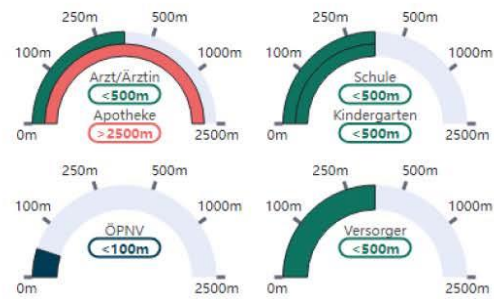 250m 500m
100m 1000m
Arzt/Ärztin
<500m
Apotheke
>2500m
0m 2500m
250m 500m
100m 1000m
Schule
<500m
Kindergarten
<500m
0m 2500m
250m 500m
100m 1000m
ÖPNV
<100m
0m 2500m
250m 500m
100m 1000m
Versorger
<500m
0m 2500m